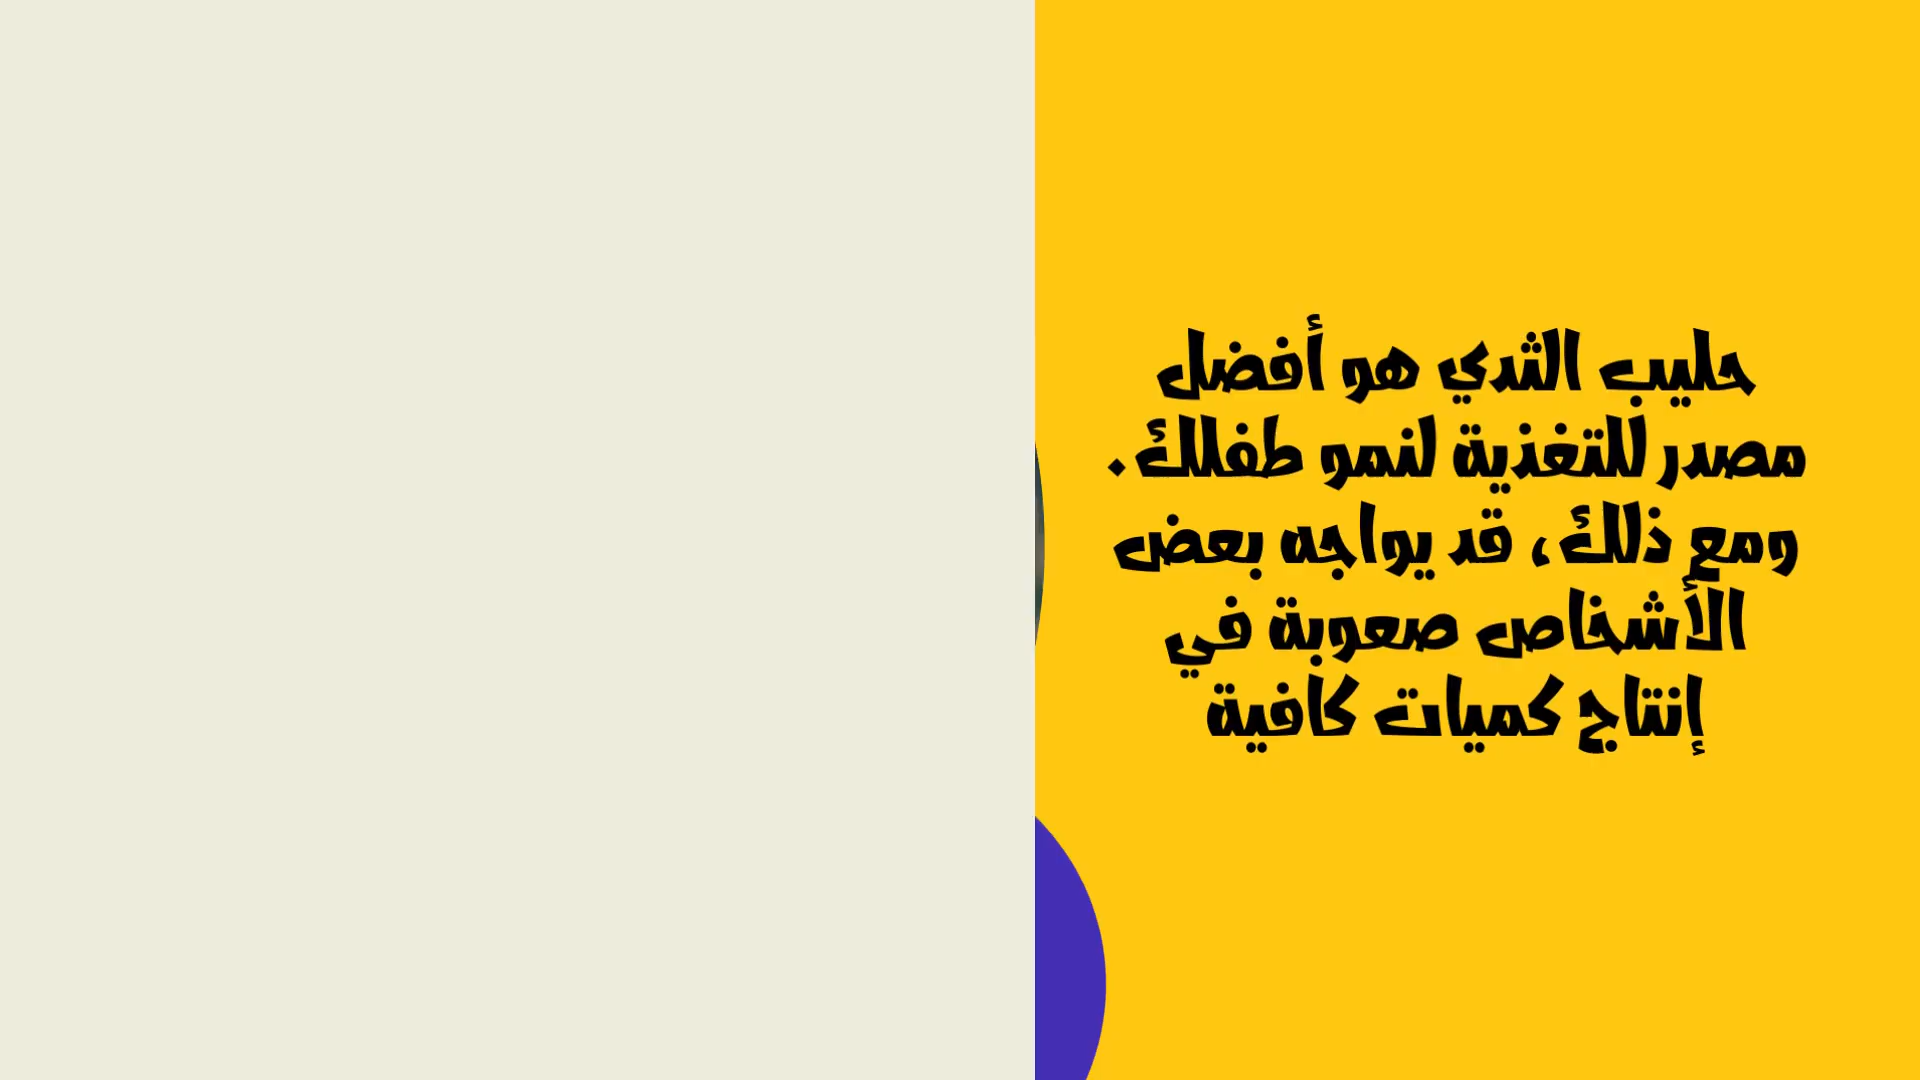 حليب الثدي هو أفضل
مصدر للتغذية لنمو طفلك.
ومع ذلك، قد يواجه بعض
الأشخاص صعوبة في
إنتاج كميات كافية